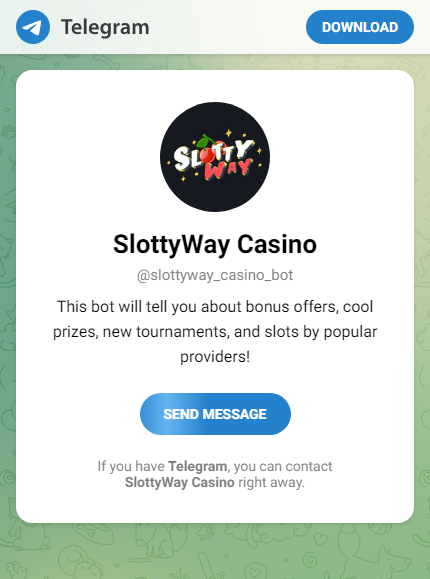 Telegram
DOWNLOAD
SLOTTY
WAY
SlottyWay Casino
@slottyway_casino_bot
This bot will tell you about bonus offers, cool
prizes, new tournaments, and slots by popular
providers!
SEND MESSAGE
If you have Telegram, you can contact
SlottyWay Casino right away.